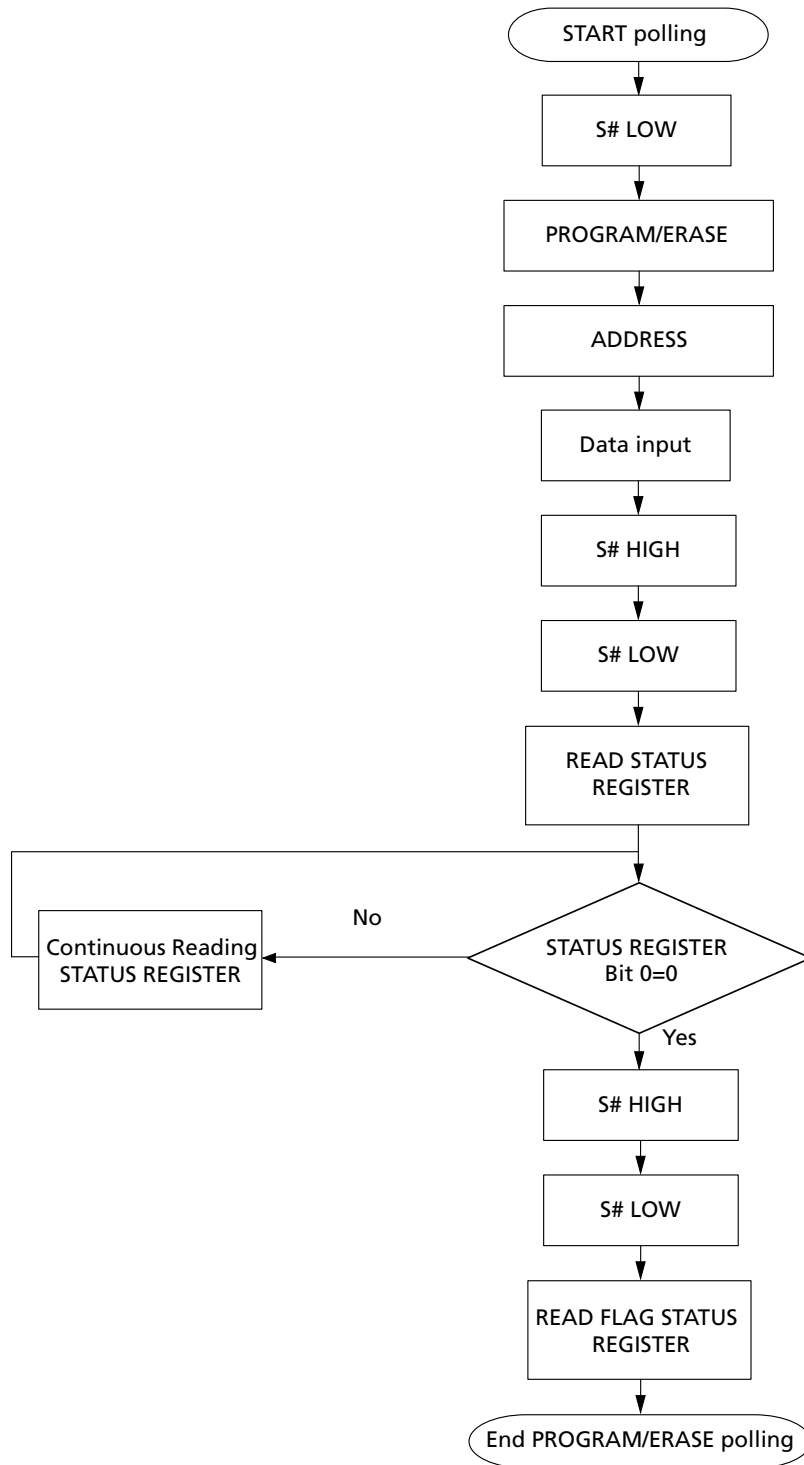 START polling
S# LOW
PROGRAM/ERASE
ADDRESS
Data input
S# HIGH
S# LOW
READ STATUS
REGISTER
No
Continuous Reading
STATUS REGISTER
STATUS REGISTER
Bit 0=0
Yes
S# HIGH
S# LOW
READ FLAG STATUS
REGISTER
End PROGRAM/ERASE polling